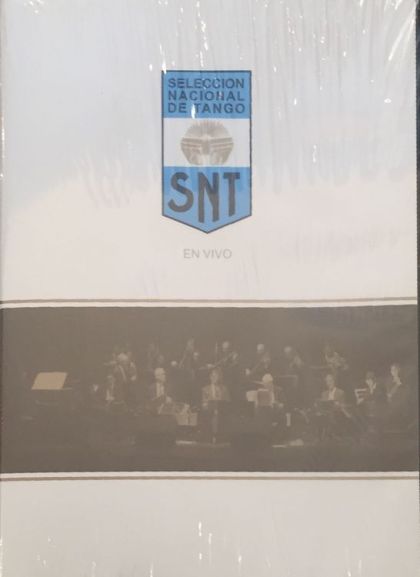 SELECCION
NACIONAL
DE TANGO
SNT
EN VIVO